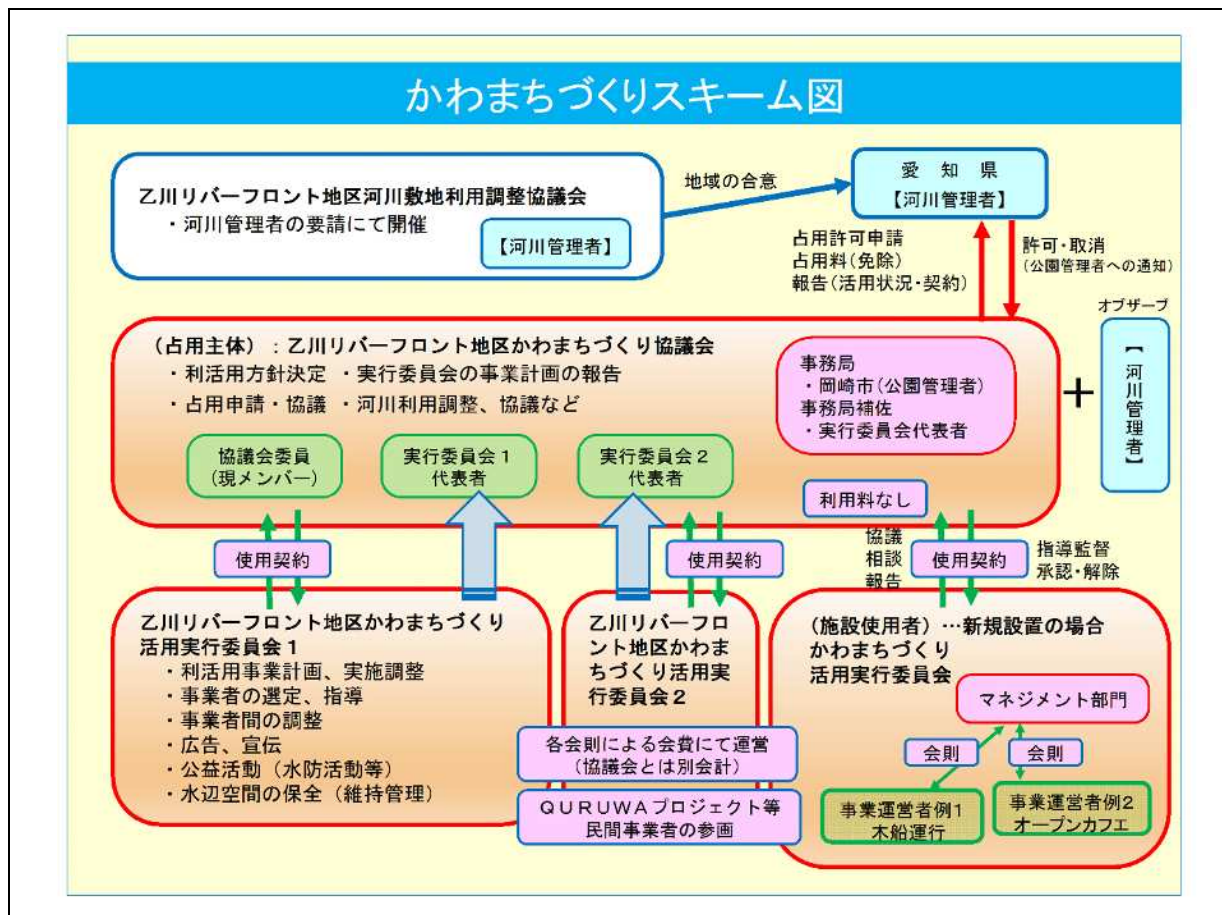 かわまちづくりスキーム図
乙川リバーフロント地区河川敷地利用調整協議会
・河川管理者の要請にて開催
【河川管理者】
地域の合意
愛 知 県
【河川管理者】
占用許可申請
占用料(免除)
報告(活用状況・契約)
許可・取消
(公園管理者への通知)
オブザーブ
【河川管理者】
+
(占用主体):乙川リバーフロント地区かわまちづくり協議会
・利活用方針決定 ・実行委員会の事業計画の報告
・占用申請・協議 ・河川利用調整、協議など
事務局
・岡崎市(公園管理者)
事務局補佐
・実行委員会代表者
協議会委員
(現メンバー)
実行委員会1
代表者
実行委員会2
代表者
利用料なし
使用契約
使用契約
協議
相談
報告
使用契約
指導監督
承認・解除
乙川リバーフロント地区かわまちづくり
活用実行委員会1
・利活用事業計画、実施調整
・事業者の選定、指導
・事業者間の調整
・広告、宣伝
・公益活動(水防活動等)
・水辺空間の保全(維持管理)
乙川リバーフロ
ント地区かわま
ちづくり活用実
行委員会2
各会則による会費にて運営
(協議会とは別会計)
QURUWAプロジェクト等
民間事業者の参画
(施設使用者)…新規設置の場合
かわまちづくり
活用実行委員会
マネジメント部門
会則
会則
事業運営者例1
木船運行
事業運営者例2
オープンカフェ